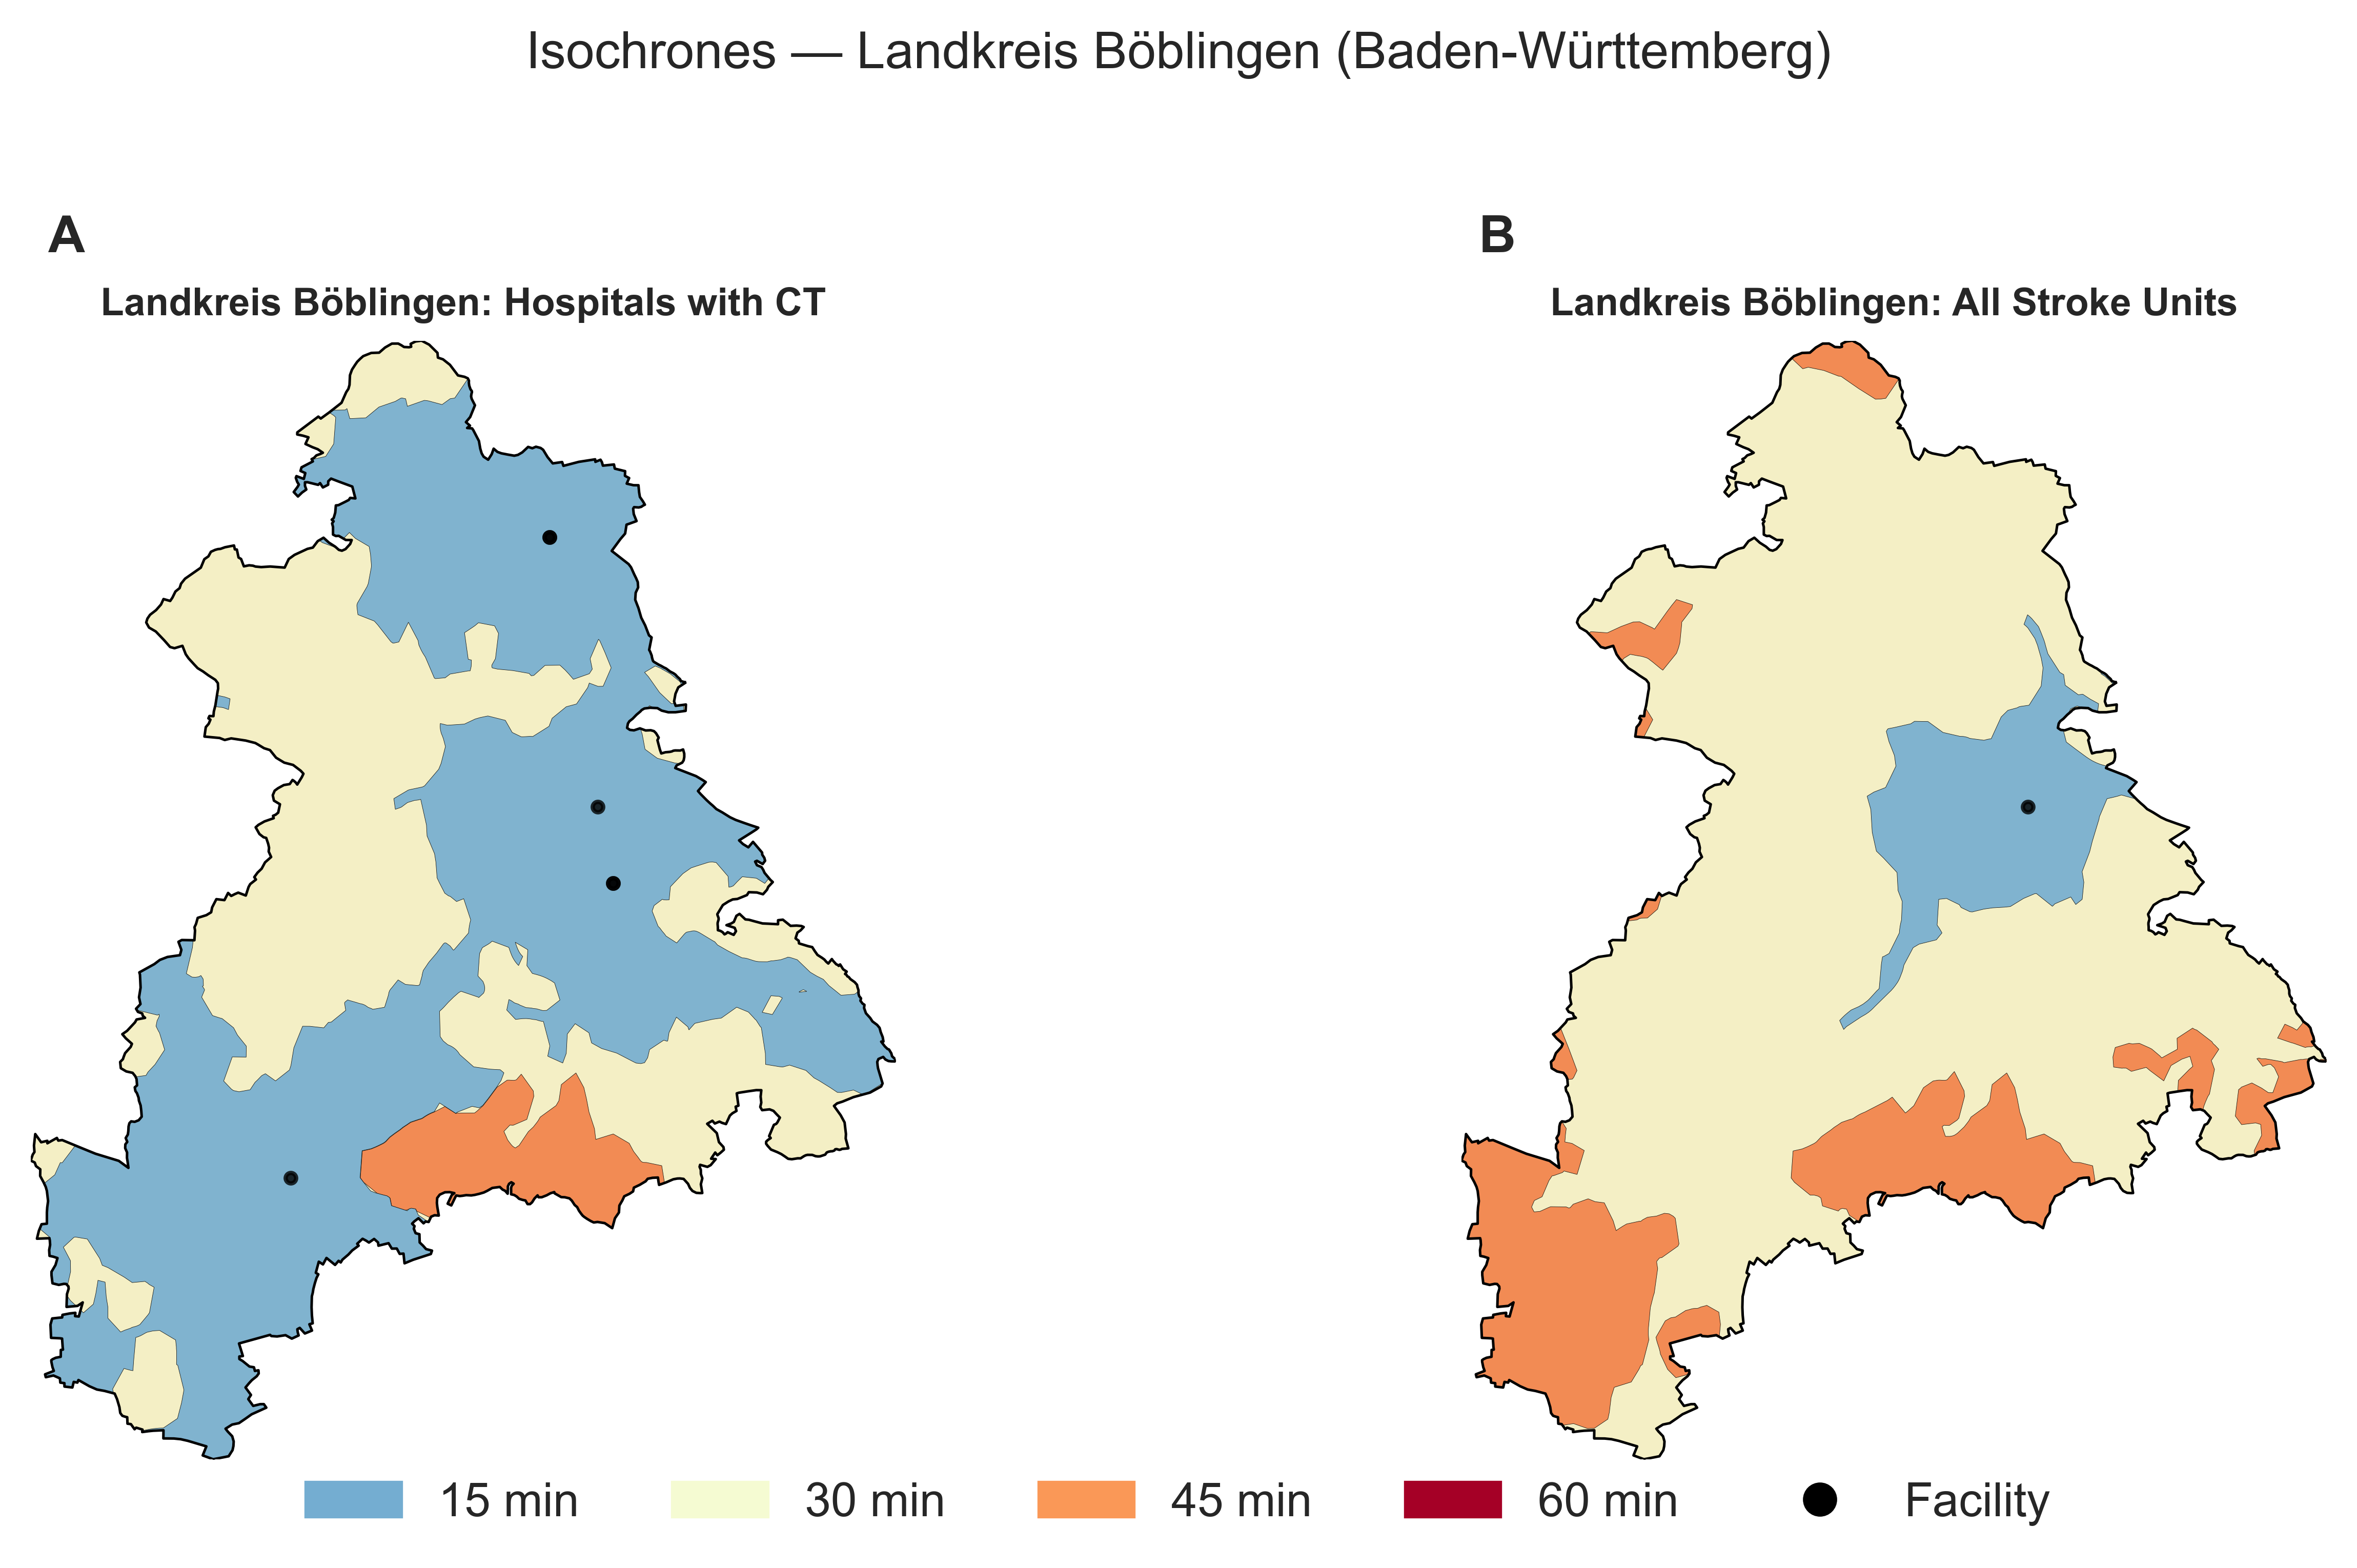 Isochrones — Landkreis Böblingen (Baden-Württemberg)
A
B
Landkreis Böblingen: Hospitals with CT
Landkreis Böblingen: All Stroke Units
15 min
30 min
45 min
60 min
Facility